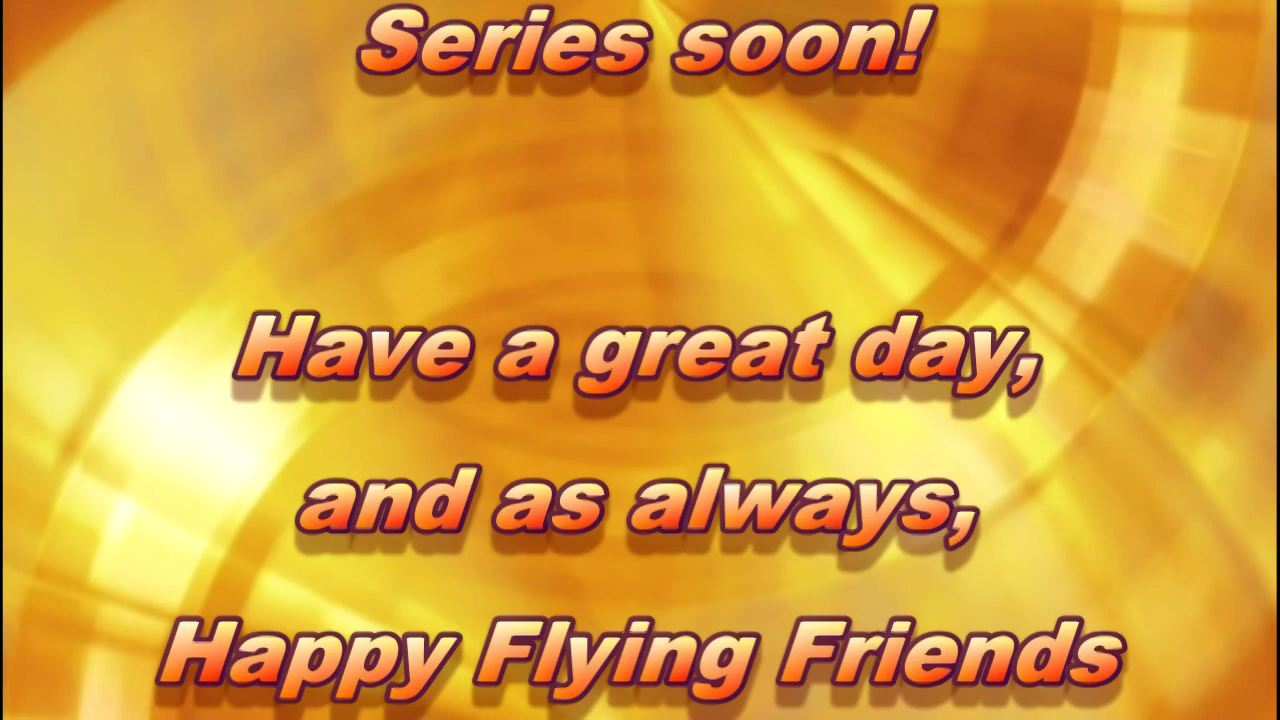 Series soon!
Have a great day,
and as always,
Happy Flying Friends